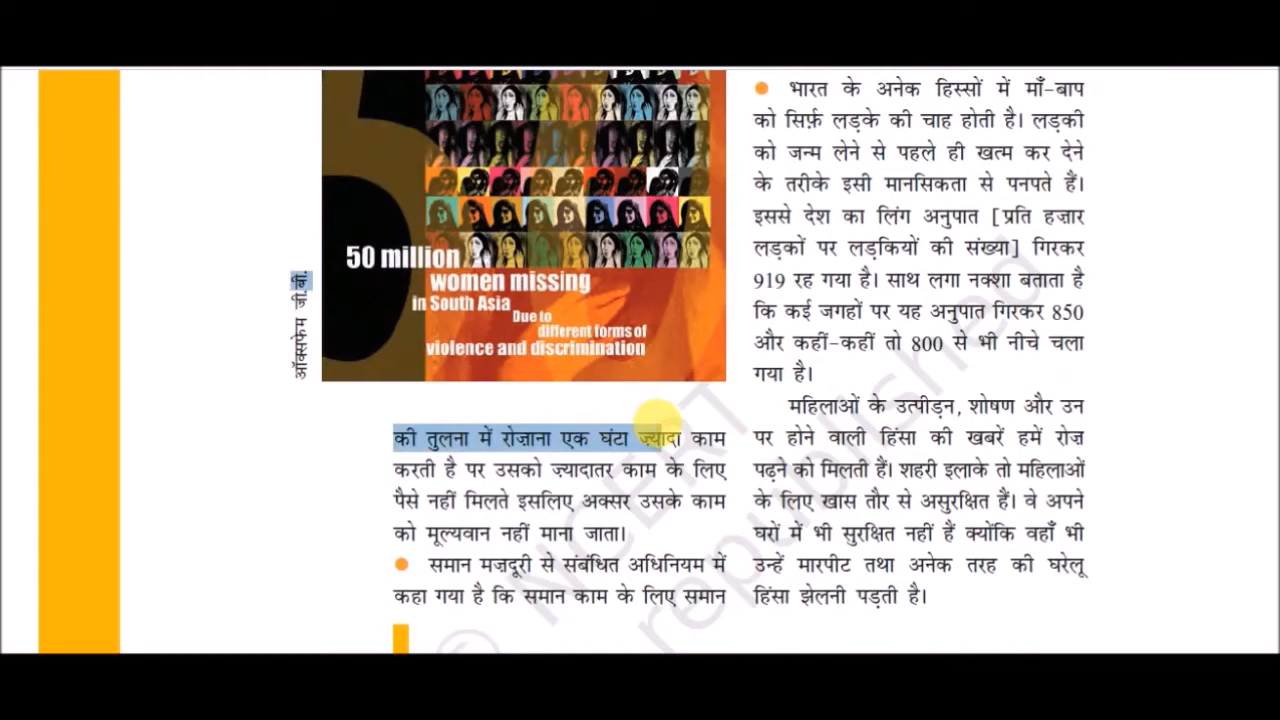 50 million
women missing
in South Asia
Due to
different forms of
violence and discrimination
ऑक्सफेम जी.बी.
की तुलना में रोज़ाना एक घंटा ज़्यादा काम
करती है पर उसको ज़्यादातर काम के लिए
पैसे नहीं मिलते इसलिए अक्सर उसके काम
को मूल्यवान नहीं माना जाता।
● समान मज़दूरी से संबंधित अधिनियम में
कहा गया है कि समान काम के लिए समान
● भारत के अनेक हिस्सों में माँ-बाप
को सिर्फ़ लड़के की चाह होती है। लड़की
को जन्म लेने से पहले ही खत्म कर देने
के तरीके इसी मानसिकता से पनपते हैं।
इससे देश का लिंग अनुपात [प्रति हज़ार
लड़कों पर लड़कियों की संख्या] गिरकर
919 रह गया है। साथ लगा नक्शा बताता है
कि कई जगहों पर यह अनुपात गिरकर 850
और कहीं-कहीं तो 800 से भी नीचे चला
गया है।
महिलाओं के उत्पीड़न, शोषण और उन
पर होने वाली हिंसा की खबरें हमें रोज़
पढ़ने को मिलती हैं। शहरी इलाके तो महिलाओं
के लिए खास तौर से असुरक्षित हैं। वे अपने
घरों में भी सुरक्षित नहीं हैं क्योंकि वहाँ भी
उन्हें मारपीट तथा अनेक तरह की घरेलू
हिंसा झेलनी पड़ती है।
© NCERT
republished